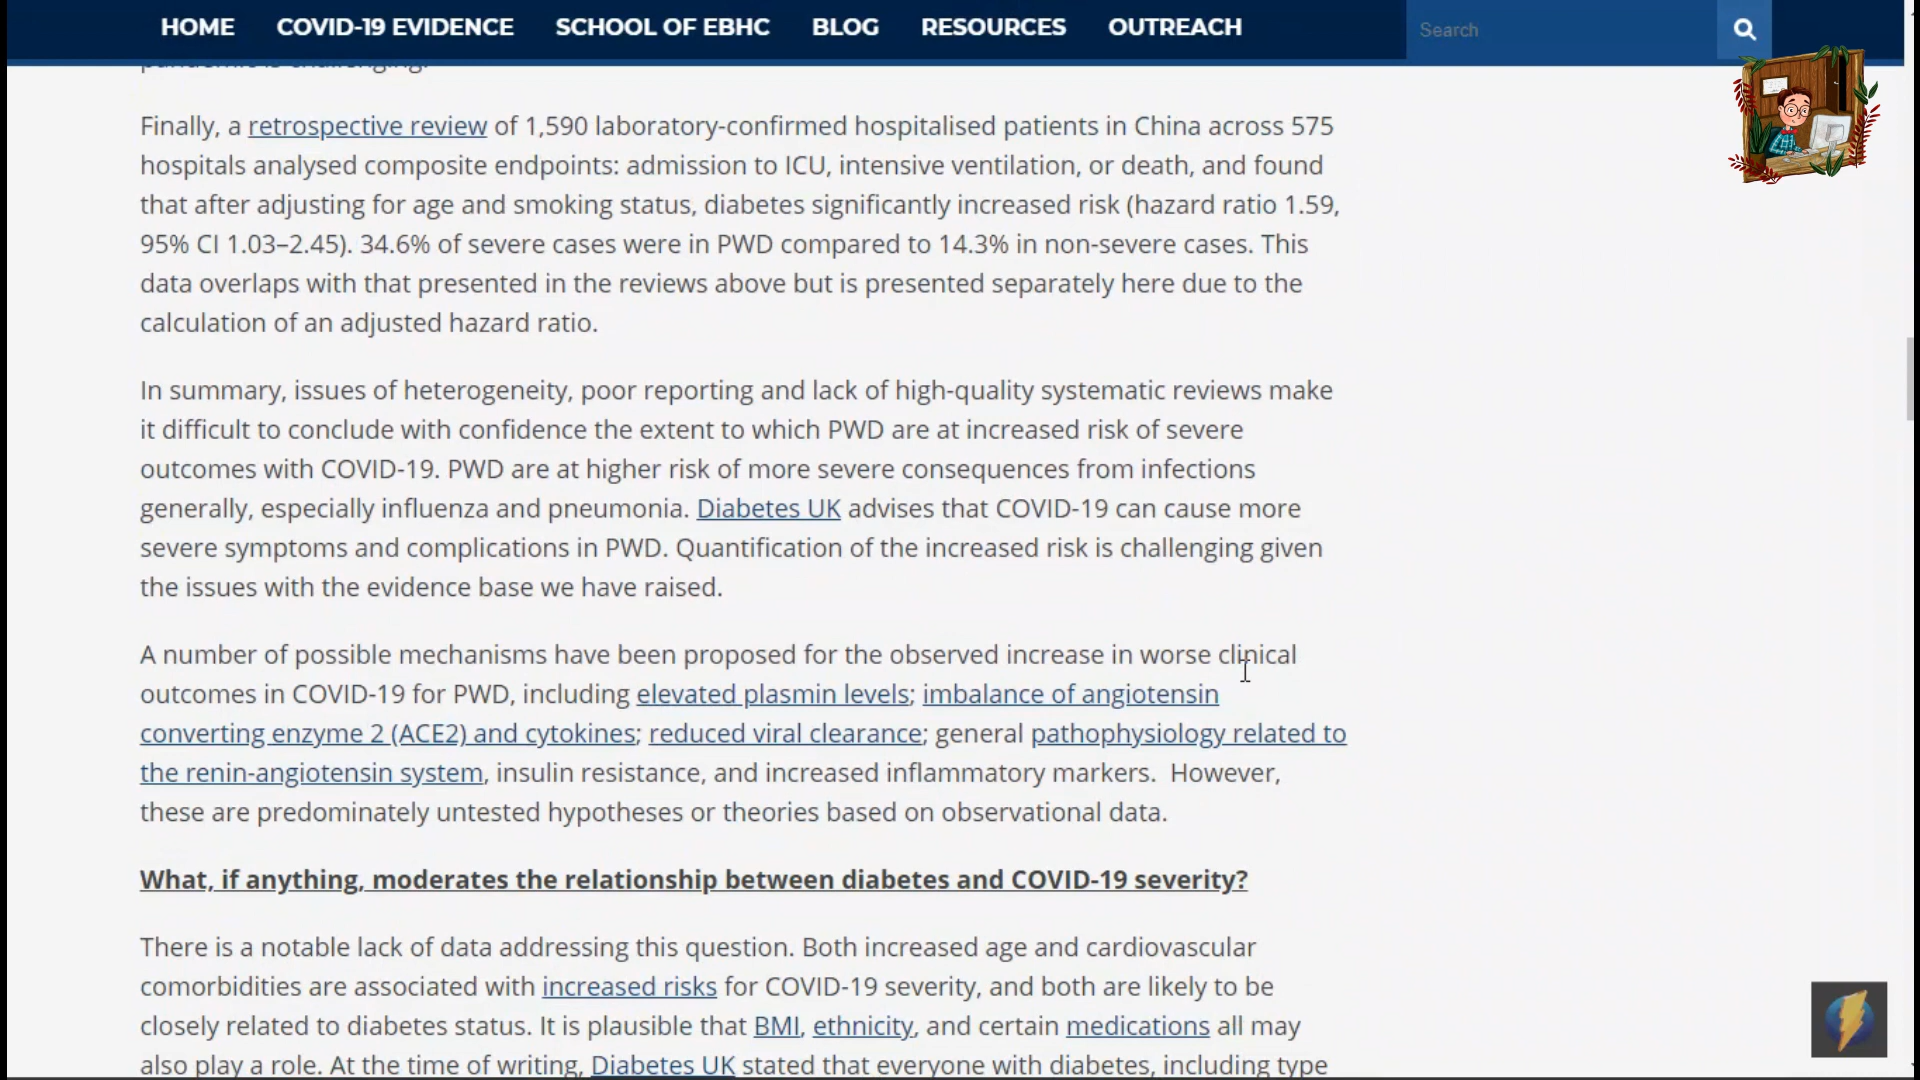 HOME COVID-19 EVIDENCE SCHOOL OF EBHC BLOG RESOURCES OUTREACH Search
pandemic is challenging.
Finally, a retrospective review of 1,590 laboratory-confirmed hospitalised patients in China across 575
hospitals analysed composite endpoints: admission to ICU, intensive ventilation, or death, and found
that after adjusting for age and smoking status, diabetes significantly increased risk (hazard ratio 1.59,
95% CI 1.03–2.45). 34.6% of severe cases were in PWD compared to 14.3% in non-severe cases. This
data overlaps with that presented in the reviews above but is presented separately here due to the
calculation of an adjusted hazard ratio.
In summary, issues of heterogeneity, poor reporting and lack of high-quality systematic reviews make
it difficult to conclude with confidence the extent to which PWD are at increased risk of severe
outcomes with COVID-19. PWD are at higher risk of more severe consequences from infections
generally, especially influenza and pneumonia. Diabetes UK advises that COVID-19 can cause more
severe symptoms and complications in PWD. Quantification of the increased risk is challenging given
the issues with the evidence base we have raised.
A number of possible mechanisms have been proposed for the observed increase in worse clinical
outcomes in COVID-19 for PWD, including elevated plasmin levels; imbalance of angiotensin
converting enzyme 2 (ACE2) and cytokines; reduced viral clearance; general pathophysiology related to
the renin-angiotensin system, insulin resistance, and increased inflammatory markers.  However,
these are predominately untested hypotheses or theories based on observational data.
What, if anything, moderates the relationship between diabetes and COVID-19 severity?
There is a notable lack of data addressing this question. Both increased age and cardiovascular
comorbidities are associated with increased risks for COVID-19 severity, and both are likely to be
closely related to diabetes status. It is plausible that BMI, ethnicity, and certain medications all may
also play a role. At the time of writing, Diabetes UK stated that everyone with diabetes, including type